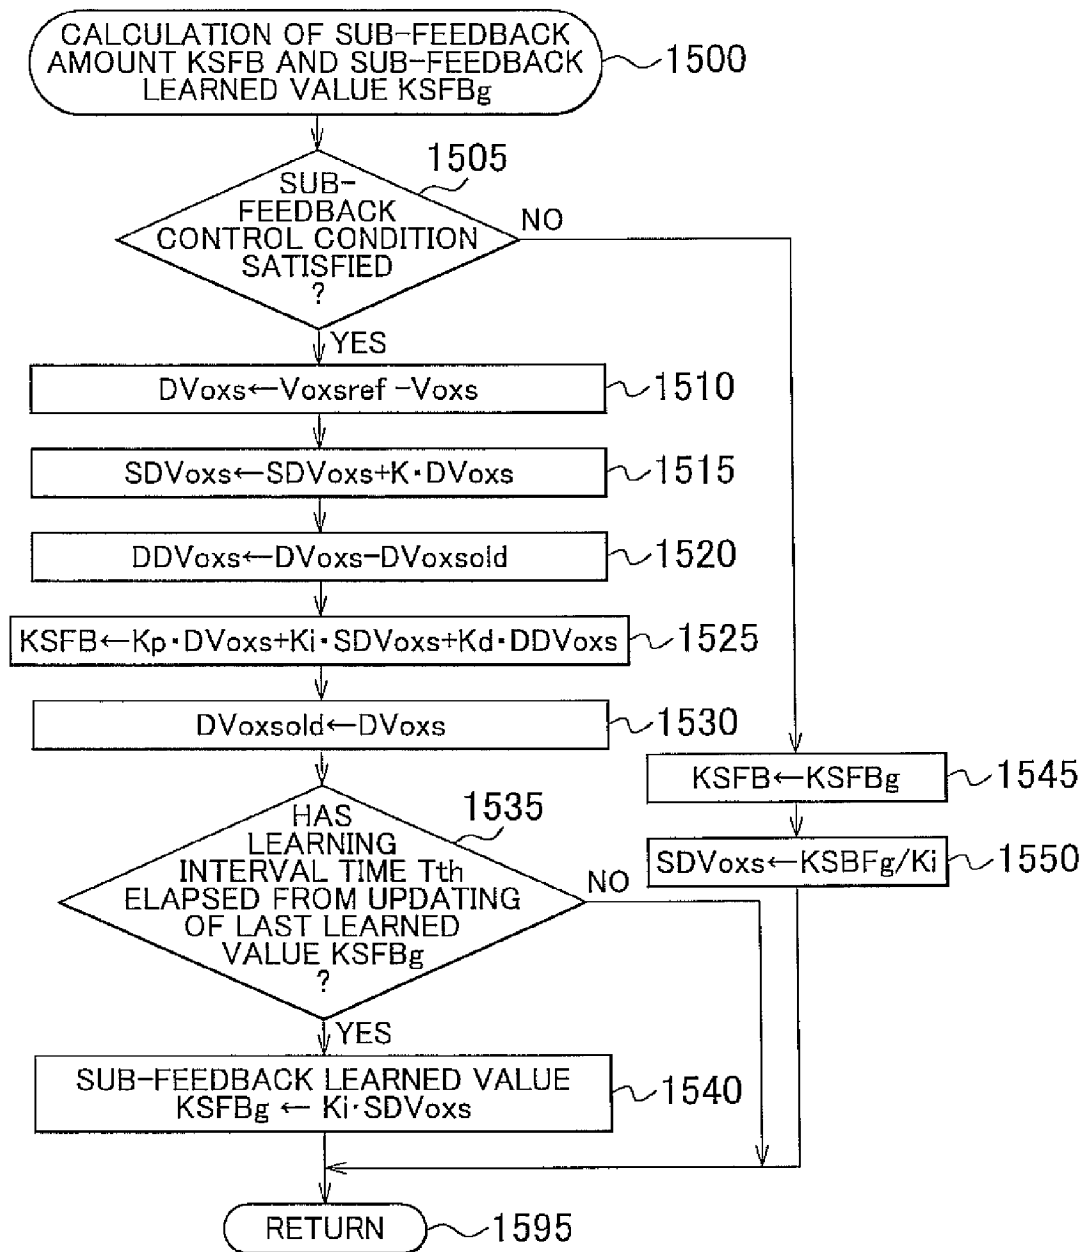 CALCULATION OF SUB-FEEDBACK
AMOUNT KSFB AND SUB-FEEDBACK
LEARNED VALUE KSFBg
1500
1505
SUB-
FEEDBACK
CONTROL CONDITION
SATISFIED
?
NO
YES
DVoxs←Voxsref-Voxs
1510
SDVoxs←SDVoxs+K·DVoxs
1515
DDVoxs←DVoxs-DVoxsold
1520
KSFB←Kp·DVoxs+Ki·SDVoxs+Kd·DDVoxs
1525
DVoxsold←DVoxs
1530
KSFB←KSFBg
1545
SDVoxs←KSBFg/Ki
1550
1535
HAS
LEARNING
INTERVAL TIME Tth
ELAPSED FROM UPDATING
OF LAST LEARNED
VALUE KSFBg
?
NO
YES
SUB-FEEDBACK LEARNED VALUE
KSFBg ← Ki·SDVoxs
1540
RETURN
1595